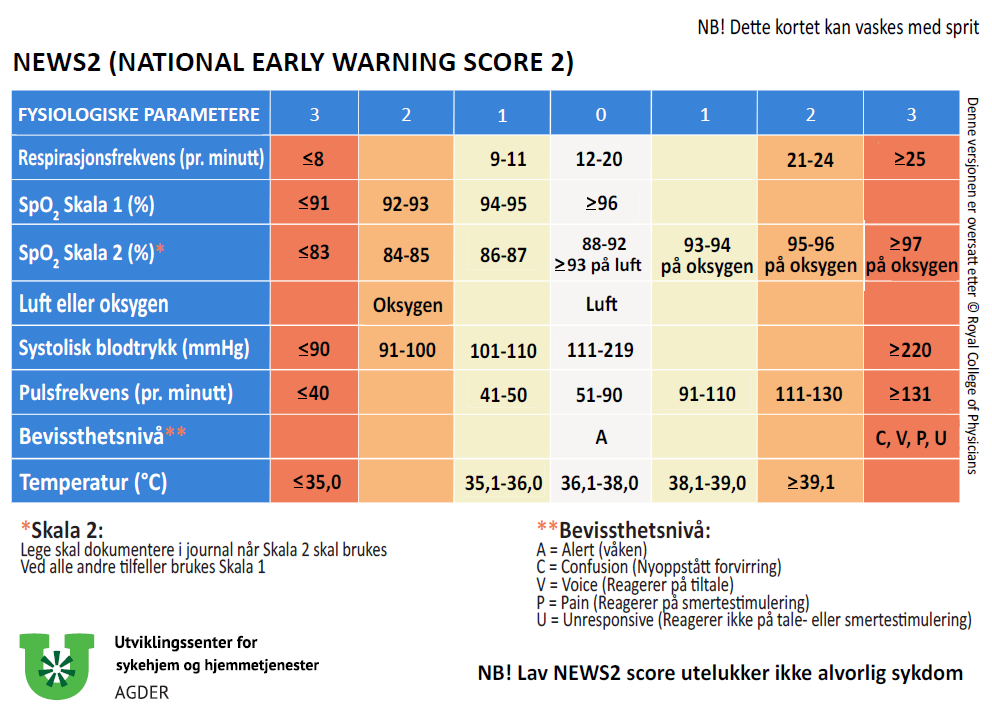 NB! Dette kortet kan vaskes med sprit
NEWS2 (NATIONAL EARLY WARNING SCORE 2)
FYSIOLOGISKE PARAMETERE 3 2 1 0 1 2 3
Respirasjonsfrekvens (pr. minutt) ≤8 9-11 12-20 21-24 ≥25
SpO₂ Skala 1 (%) ≤91 92-93 94-95 ≥96
SpO₂ Skala 2 (%)* ≤83 84-85 86-87 88-92 ≥93 på luft 93-94 på oksygen 95-96 på oksygen ≥97 på oksygen
Luft eller oksygen Oksygen Luft
Systolisk blodtrykk (mmHg) ≤90 91-100 101-110 111-219 ≥220
Pulsfrekvens (pr. minutt) ≤40 41-50 51-90 91-110 111-130 ≥131
Bevissthetsnivå** A C, V, P, U
Temperatur (°C) ≤35,0 35,1-36,0 36,1-38,0 38,1-39,0 ≥39,1
Denne versjonen er oversatt etter © Royal College of Physicians
*Skala 2:
Lege skal dokumentere i journal når Skala 2 skal brukes
Ved alle andre tilfeller brukes Skala 1
**Bevissthetsnivå:
A = Alert (våken)
C = Confusion (Nyoppstått forvirring)
V = Voice (Reagerer på tiltale)
P = Pain (Reagerer på smertestimulering)
U = Unresponsive (Reagerer ikke på tale- eller smertestimulering)
Utviklingssenter for
sykehjem og hjemmetjenester
AGDER
NB! Lav NEWS2 score utelukker ikke alvorlig sykdom